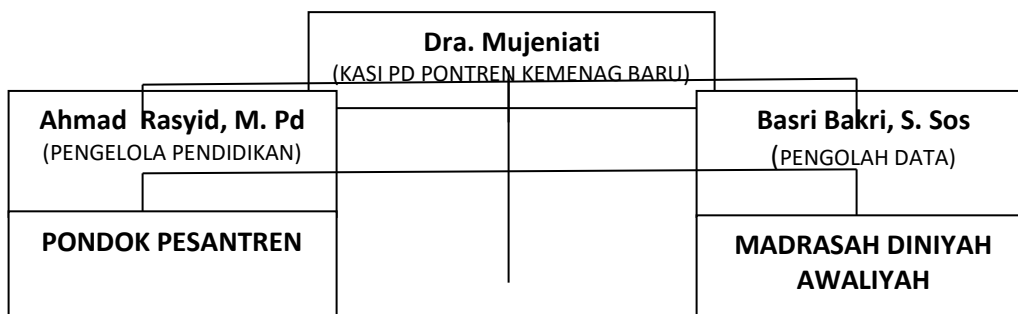 Dra. Mujeniati
(KASI PD PONTREN KEMENAG BARU)
Ahmad Rasyid, M. Pd
(PENGELOLA PENDIDIKAN)
Basri Bakri, S. Sos
(PENGOLAH DATA)
PONDOK PESANTREN
MADRASAH DINIYAH
AWALIYAH